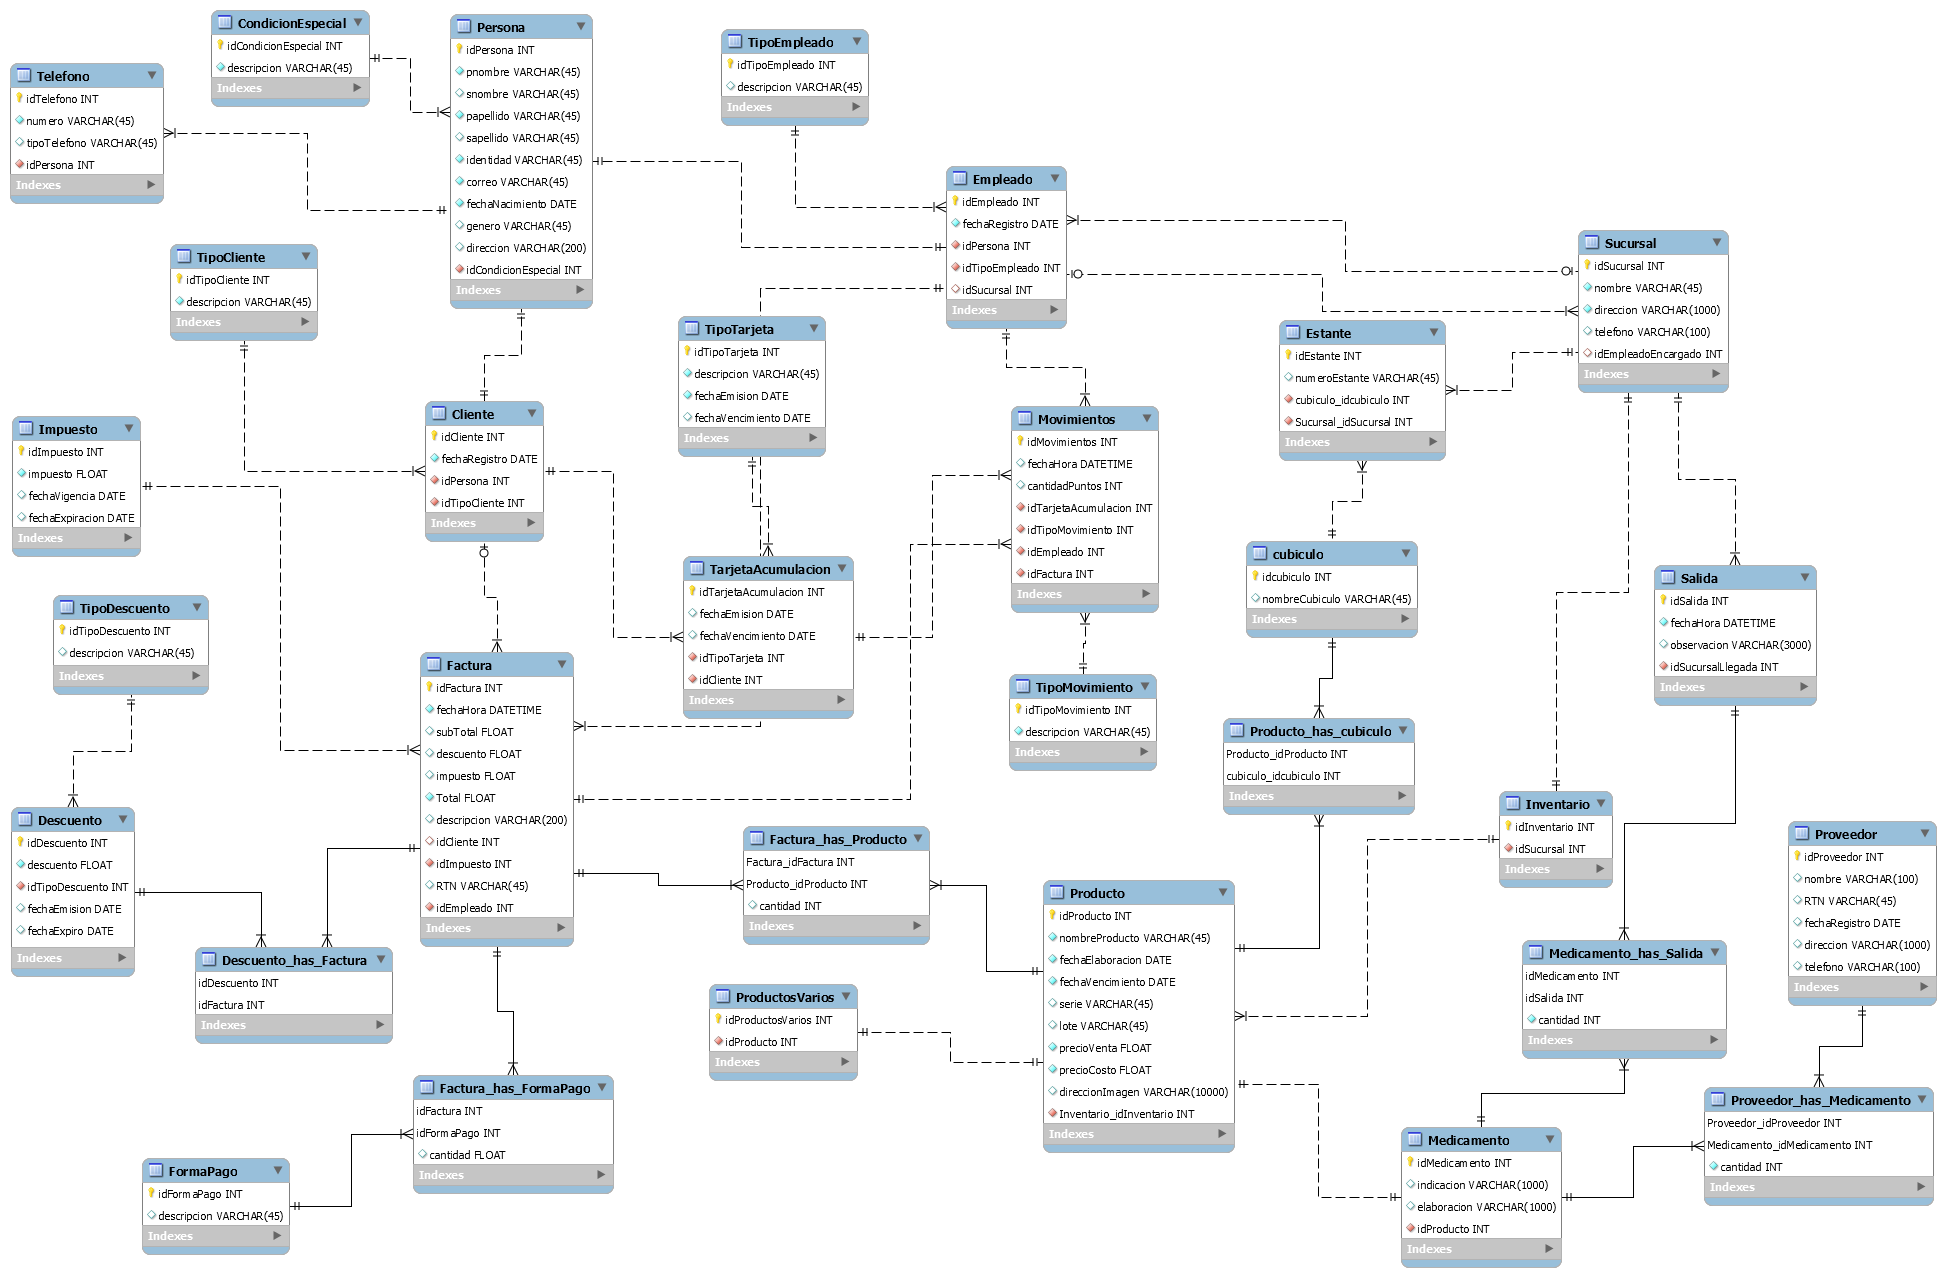 CondicionEspecial
idCondicionEspecial INT
descripcion VARCHAR(45)
Indexes
Persona
idPersona INT
pnombre VARCHAR(45)
snombre VARCHAR(45)
papellido VARCHAR(45)
sapellido VARCHAR(45)
identidad VARCHAR(45)
correo VARCHAR(45)
fechaNacimiento DATE
genero VARCHAR(45)
direccion VARCHAR(200)
idCondicionEspecial INT
Indexes
TipoEmpleado
idTipoEmpleado INT
descripcion VARCHAR(45)
Indexes
Telefono
idTelefono INT
numero VARCHAR(45)
tipoTelefono VARCHAR(45)
idPersona INT
Indexes
Empleado
idEmpleado INT
fechaRegistro DATE
idPersona INT
idTipoEmpleado INT
idSucursal INT
Indexes
Sucursal
idSucursal INT
nombre VARCHAR(45)
direccion VARCHAR(1000)
telefono VARCHAR(100)
idEmpleadoEncargado INT
Indexes
TipoCliente
idTipoCliente INT
descripcion VARCHAR(45)
Indexes
TipoTarjeta
idTipoTarjeta INT
descripcion VARCHAR(45)
fechaEmision DATE
fechaVencimiento DATE
Indexes
Estante
idEstante INT
numeroEstante VARCHAR(45)
cubiculo_idcubiculo INT
Sucursal_idSucursal INT
Indexes
Cliente
idCliente INT
fechaRegistro DATE
idPersona INT
idTipoCliente INT
Indexes
Movimientos
idMovimientos INT
fechaHora DATETIME
cantidadPuntos INT
idTarjetaAcumulacion INT
idTipoMovimiento INT
idEmpleado INT
idFactura INT
Indexes
Impuesto
idImpuesto INT
impuesto FLOAT
fechaVigencia DATE
fechaExpiracion DATE
Indexes
cubiculo
idcubiculo INT
nombreCubiculo VARCHAR(45)
Indexes
TarjetaAcumulacion
idTarjetaAcumulacion INT
fechaEmision DATE
fechaVencimiento DATE
idTipoTarjeta INT
idCliente INT
Indexes
Salida
idSalida INT
fechaHora DATETIME
observacion VARCHAR(3000)
idSucursalLlegada INT
Indexes
TipoDescuento
idTipoDescuento INT
descripcion VARCHAR(45)
Indexes
Factura
idFactura INT
fechaHora DATETIME
subTotal FLOAT
descuento FLOAT
impuesto FLOAT
Total FLOAT
descripcion VARCHAR(200)
idCliente INT
idImpuesto INT
RTN VARCHAR(45)
idEmpleado INT
Indexes
TipoMovimiento
idTipoMovimiento INT
descripcion VARCHAR(45)
Indexes
Producto_has_cubiculo
Producto_idProducto INT
cubiculo_idcubiculo INT
Indexes
Inventario
idInventario INT
idSucursal INT
Indexes
Descuento
idDescuento INT
descuento FLOAT
idTipoDescuento INT
fechaEmision DATE
fechaExpiro DATE
Indexes
Factura_has_Producto
Factura_idFactura INT
Producto_idProducto INT
cantidad INT
Indexes
Proveedor
idProveedor INT
nombre VARCHAR(100)
RTN VARCHAR(45)
fechaRegistro DATE
direccion VARCHAR(1000)
telefono VARCHAR(100)
Indexes
Producto
idProducto INT
nombreProducto VARCHAR(45)
fechaElaboracion DATE
fechaVencimiento DATE
serie VARCHAR(45)
lote VARCHAR(45)
precioVenta FLOAT
precioCosto FLOAT
direccionImagen VARCHAR(10000)
Inventario_idInventario INT
Indexes
Descuento_has_Factura
idDescuento INT
idFactura INT
Indexes
Medicamento_has_Salida
idMedicamento INT
idSalida INT
cantidad INT
Indexes
ProductosVarios
idProductosVarios INT
idProducto INT
Indexes
Factura_has_FormaPago
idFactura INT
idFormaPago INT
cantidad FLOAT
Indexes
Proveedor_has_Medicamento
Proveedor_idProveedor INT
Medicamento_idMedicamento INT
cantidad INT
Indexes
Medicamento
idMedicamento INT
indicacion VARCHAR(1000)
elaboracion VARCHAR(1000)
idProducto INT
Indexes
FormaPago
idFormaPago INT
descripcion VARCHAR(45)
Indexes